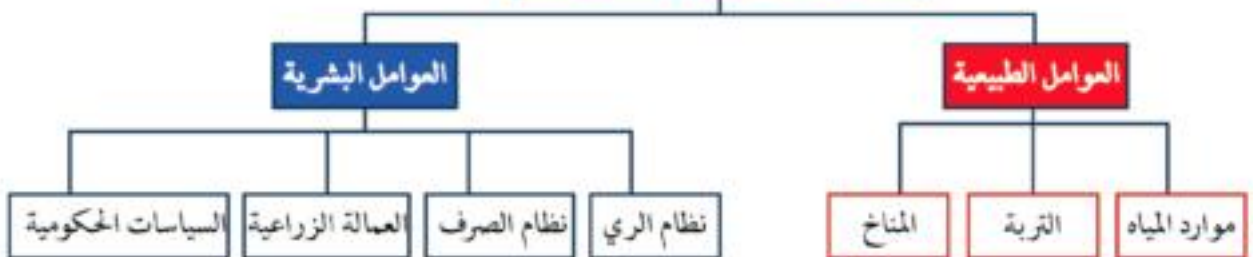 العوامل الطبيعية
العوامل البشرية
موارد المياه
التربة
المناخ
نظام الري
نظام الصرف
العمالة الزراعية
السياسات الحكومية